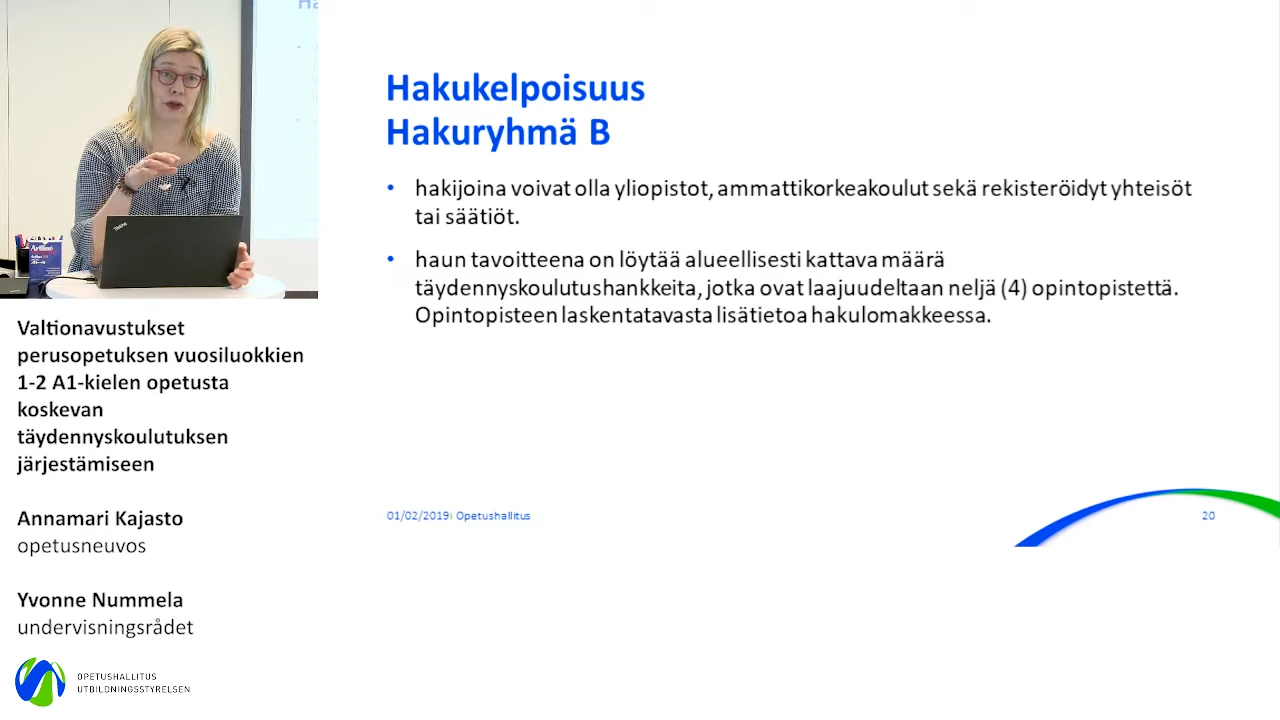 Hakukelpoisuus
Hakuryhmä B
• hakijoina voivat olla yliopistot, ammattikorkeakoulut sekä rekisteröidyt yhteisöt
tai säätiöt.
• haun tavoitteena on löytää alueellisesti kattava määrä
täydennyskoulutushankkeita, jotka ovat laajuudeltaan neljä (4) opintopistettä.
Opintopisteen laskentatavasta lisätietoa hakulomakkeessa.
01/02/2019 Opetushallitus
20
ThinkPad
Valtionavustukset
perusopetuksen vuosiluokkien
1-2 A1-kielen opetusta
koskevan
täydennyskoulutuksen
järjestämiseen
Annamari Kajasto
opetusneuvos
Yvonne Nummela
undervisningsrådet
OPETUSHALLITUS
UTBILDNINGSSTYRELSEN